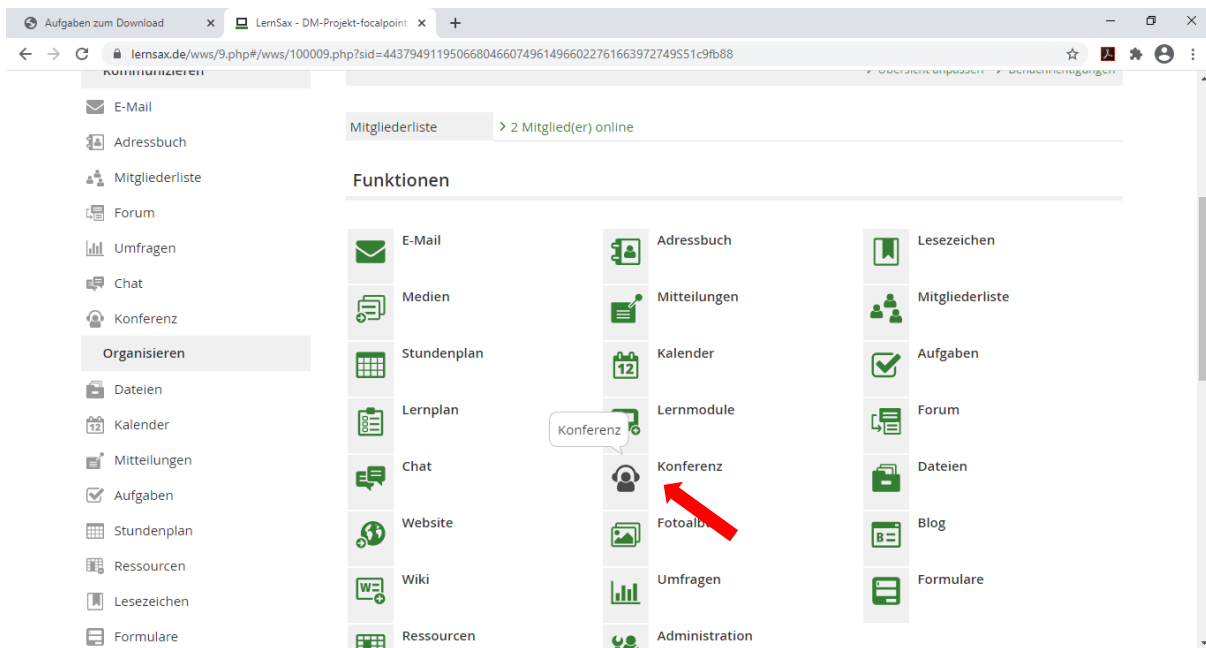 Aufgaben zum Download
LernSax - DM-Projekt-focalpoint
lernsax.de/wws/9.php#/wws/100009.php?sid=44379491195066804660749614966022761663972749S51c9fb88
Kommunizieren
E-Mail
Adressbuch
Mitgliederliste
Forum
Umfragen
Chat
Konferenz
Organisieren
Dateien
Kalender
Mitteilungen
Aufgaben
Stundenplan
Ressourcen
Lesezeichen
Formulare
Übersicht anpassen > Benachrichtigungen
Mitgliederliste > 2 Mitglied(er) online
Funktionen
E-Mail Adressbuch Lesezeichen
Medien Mitteilungen Mitgliederliste
Stundenplan Kalender Aufgaben
Lernplan Lernmodule Forum
Konferenz
Chat Konferenz Dateien
Website Blog
Wiki Umfragen Formulare
Ressourcen Administration